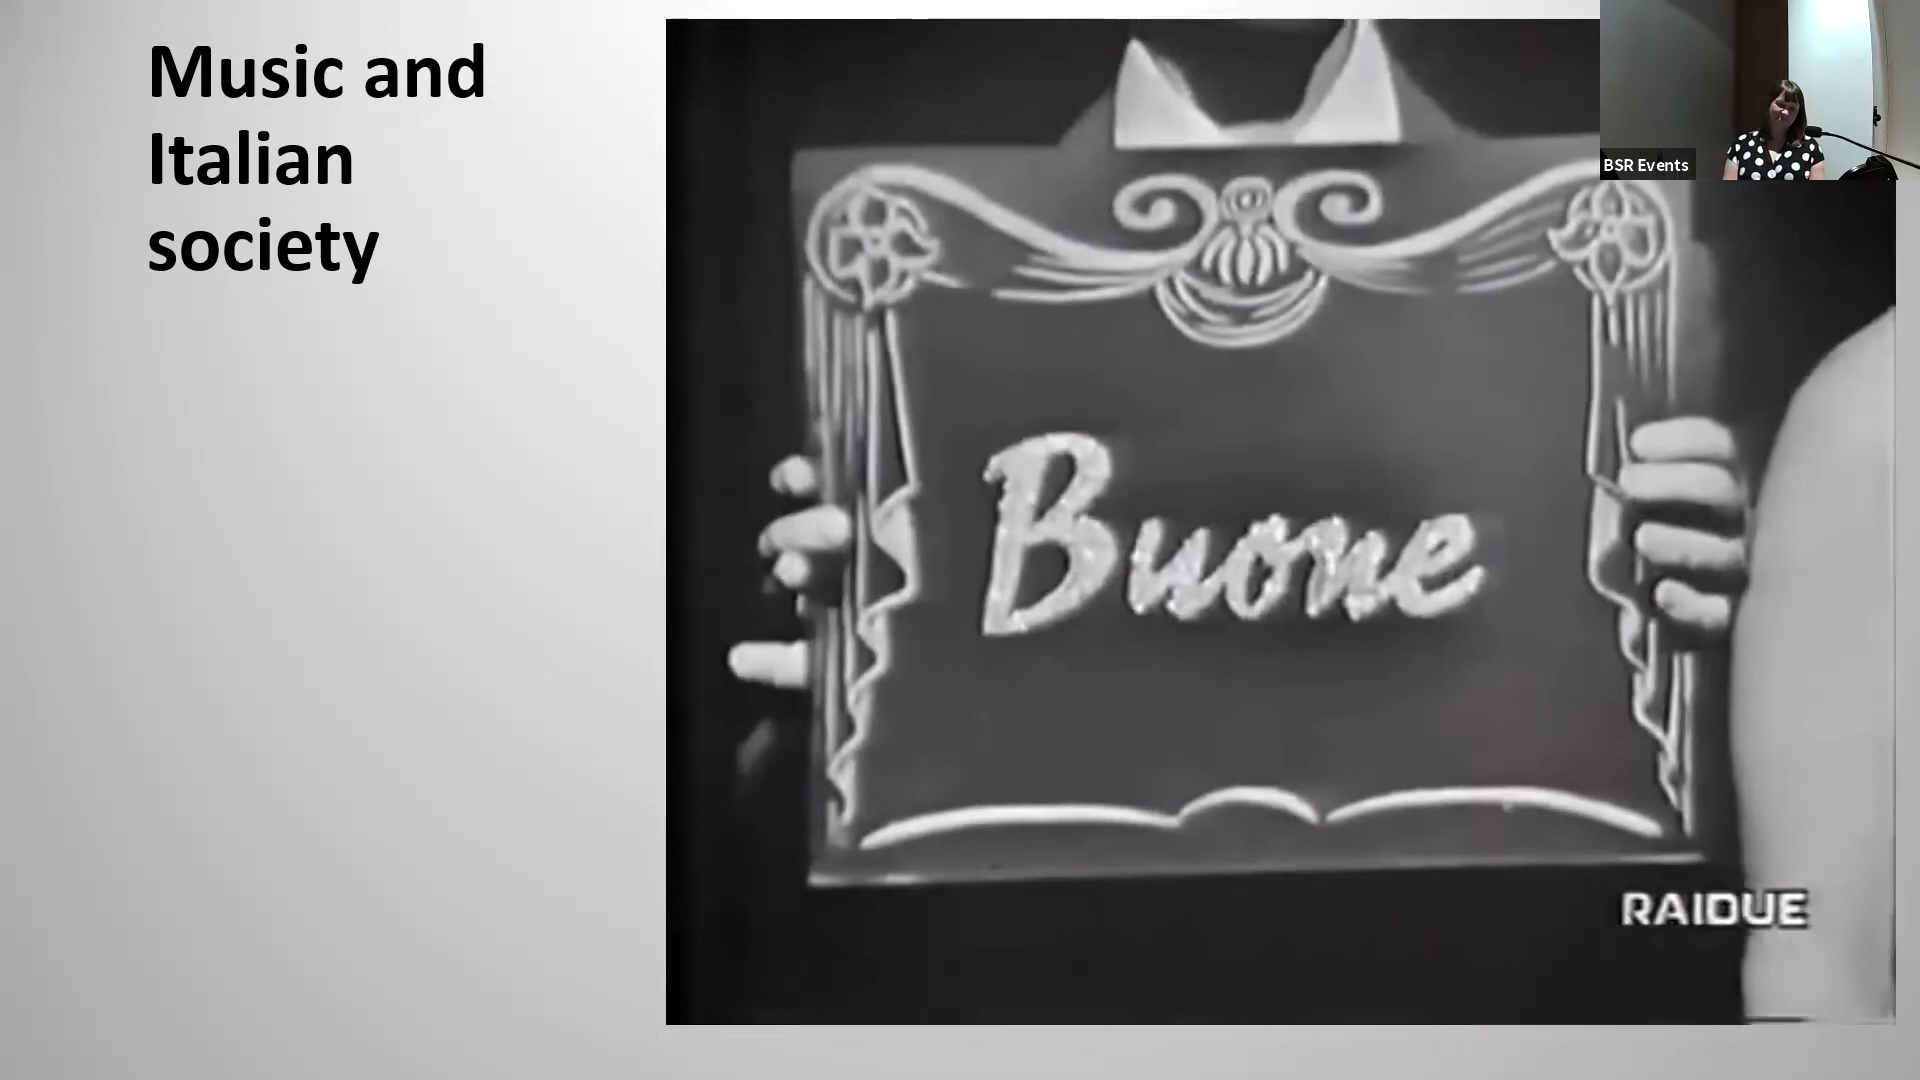 Music and
Italian
society
BSR Events
Buone
RAIDUE